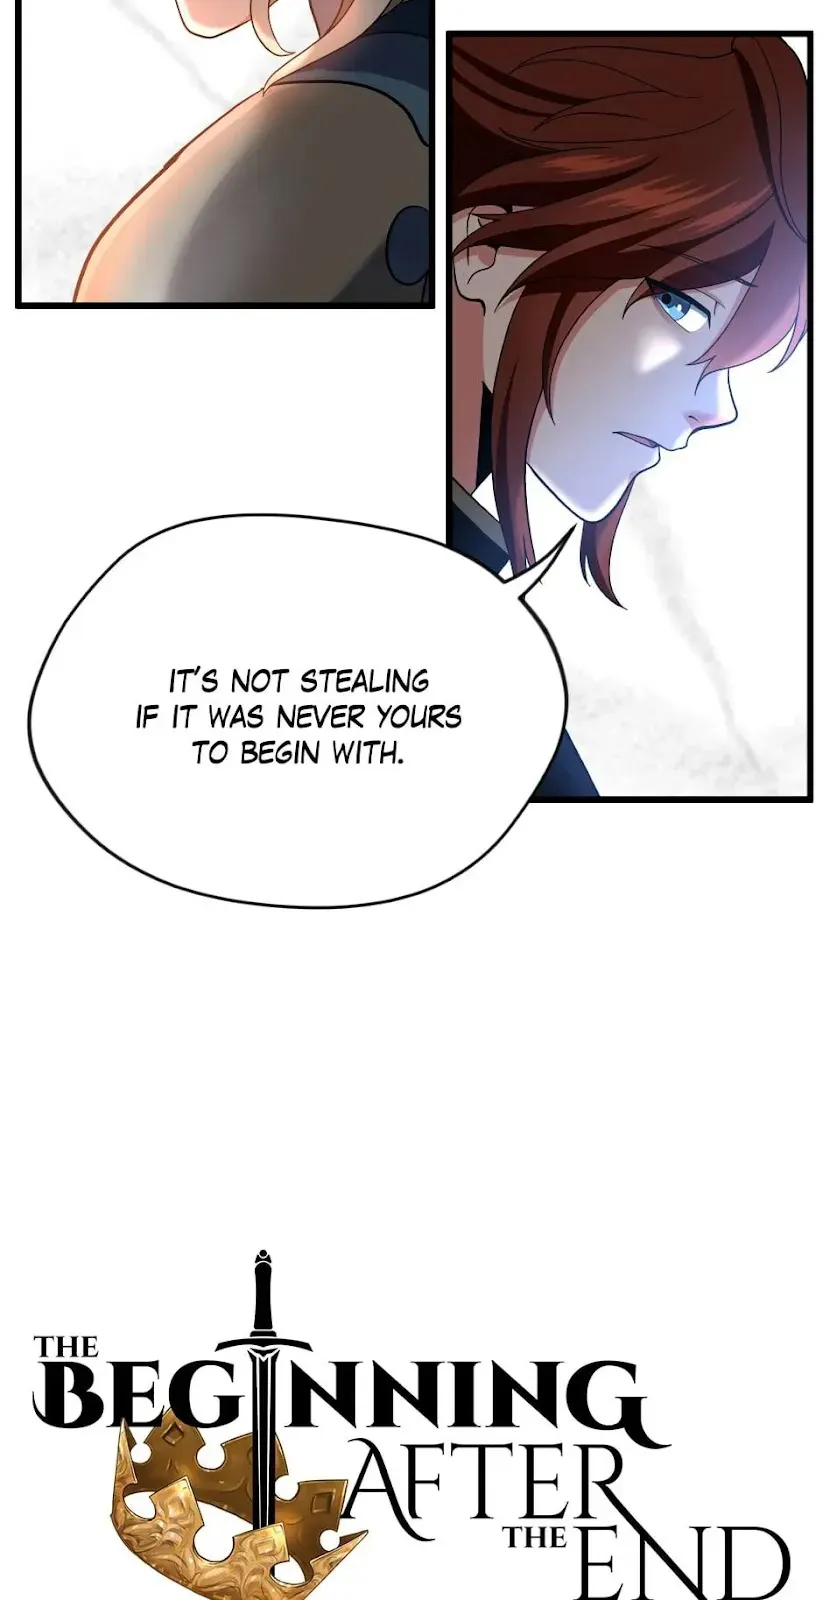 IT'S NOT STEALING
IF IT WAS NEVER YOURS
TO BEGIN WITH.
THE
BEGINNING
AFTER
THE END